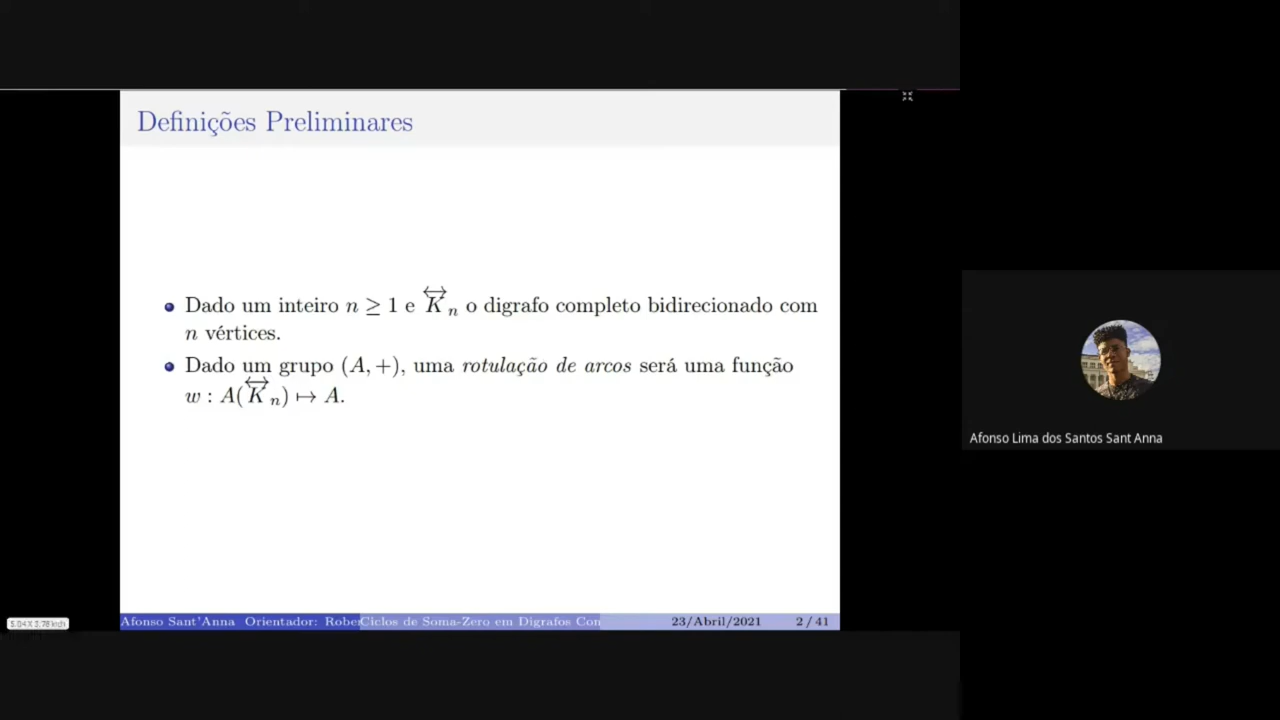 Definições Preliminares
Dado um inteiro n ≥ 1 e K↔n o digrafo completo bidirecionado com
n vértices.
Dado um grupo (A, +), uma rotulação de arcos será uma função
w : A(K↔n) ↦ A.
Afonso Lima dos Santos Sant Anna
Afonso Sant'Anna Orientador: Robe Ciclos de Soma-Zero em Digrafos Con 23/Abril/2021 2 / 41